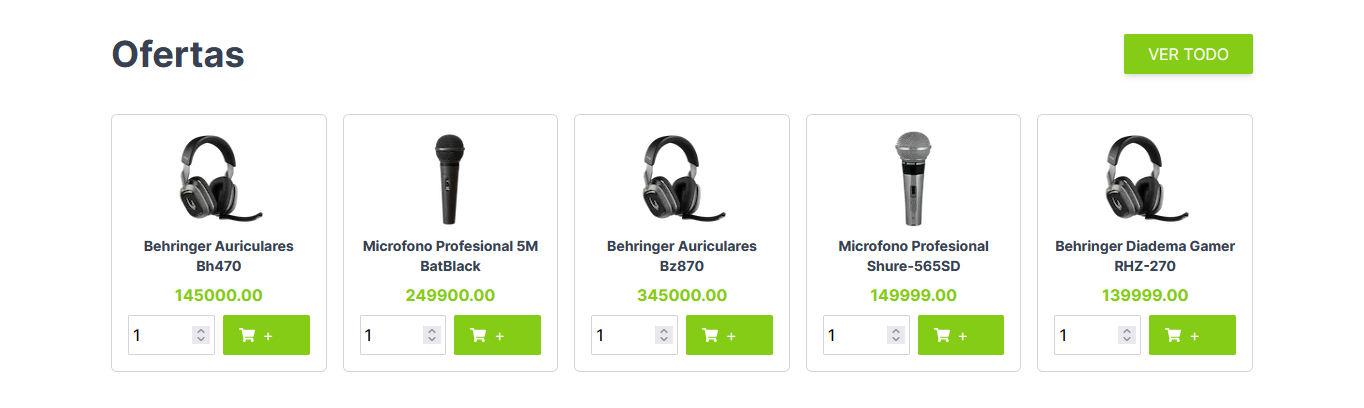 Ofertas
VER TODO
Behringer Auriculares
Bh470
145000.00
1
+
Microfono Profesional 5M
BatBlack
249900.00
1
+
Behringer Auriculares
Bz870
345000.00
1
+
Microfono Profesional
Shure-565SD
149999.00
1
+
Behringer Diadema Gamer
RHZ-270
139999.00
1
+